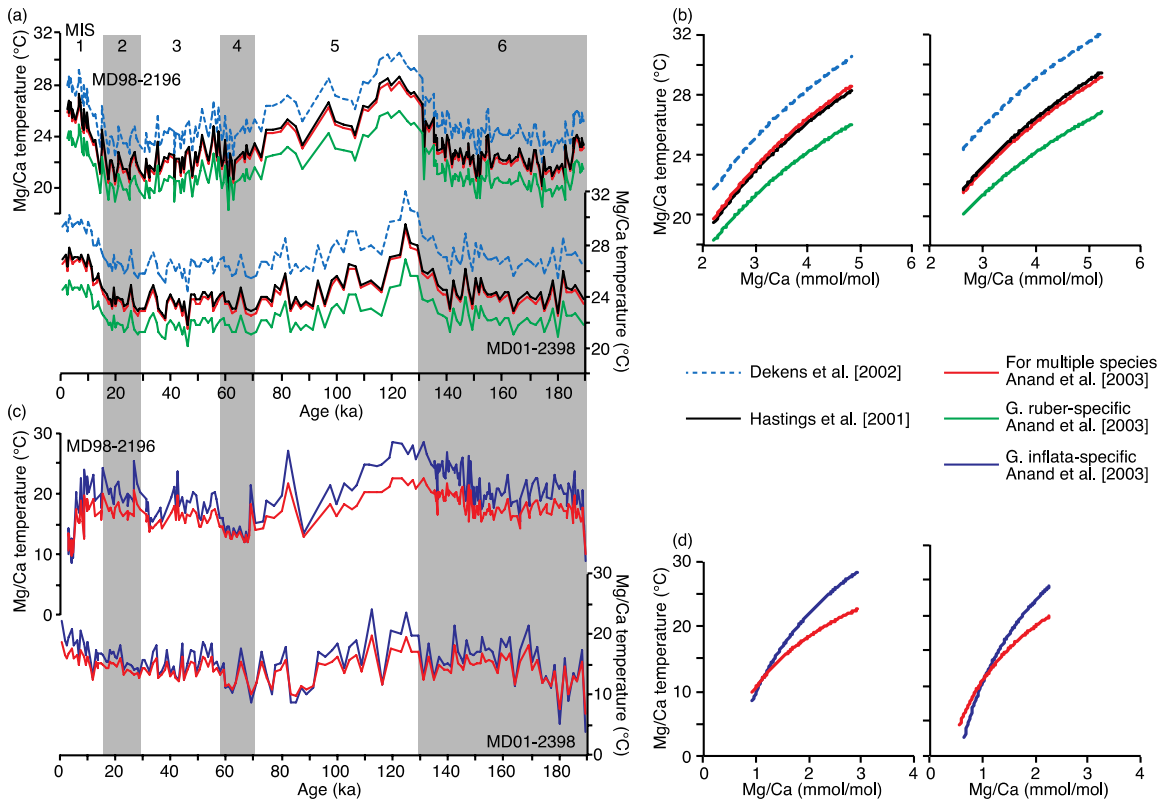 (a)
MIS
1 2 3 4 5 6
MD98-2196
Mg/Ca temperature (°C)
32
28
24
20
32
28
24
20
Mg/Ca temperature (°C)
MD01-2398
0 20 40 60 80 100 120 140 160 180
Age (ka)
(b)
Mg/Ca temperature (°C)
32
28
24
20
2 3 4 5 6
Mg/Ca (mmol/mol)
2 3 4 5 6
Mg/Ca (mmol/mol)
Dekens et al. [2002]
Hastings et al. [2001]
For multiple species
Anand et al. [2003]
G. ruber-specific
Anand et al. [2003]
G. inflata-specific
Anand et al. [2003]
(c)
MD98-2196
Mg/Ca temperature (°C)
30
20
15
10
0
30
20
15
10
0
Mg/Ca temperature (°C)
MD01-2398
0 20 40 60 80 100 120 140 160 180
Age (ka)
(d)
Mg/Ca temperature (°C)
30
20
10
0
0 1 2 3 4
Mg/Ca (mmol/mol)
0 1 2 3 4
Mg/Ca (mmol/mol)